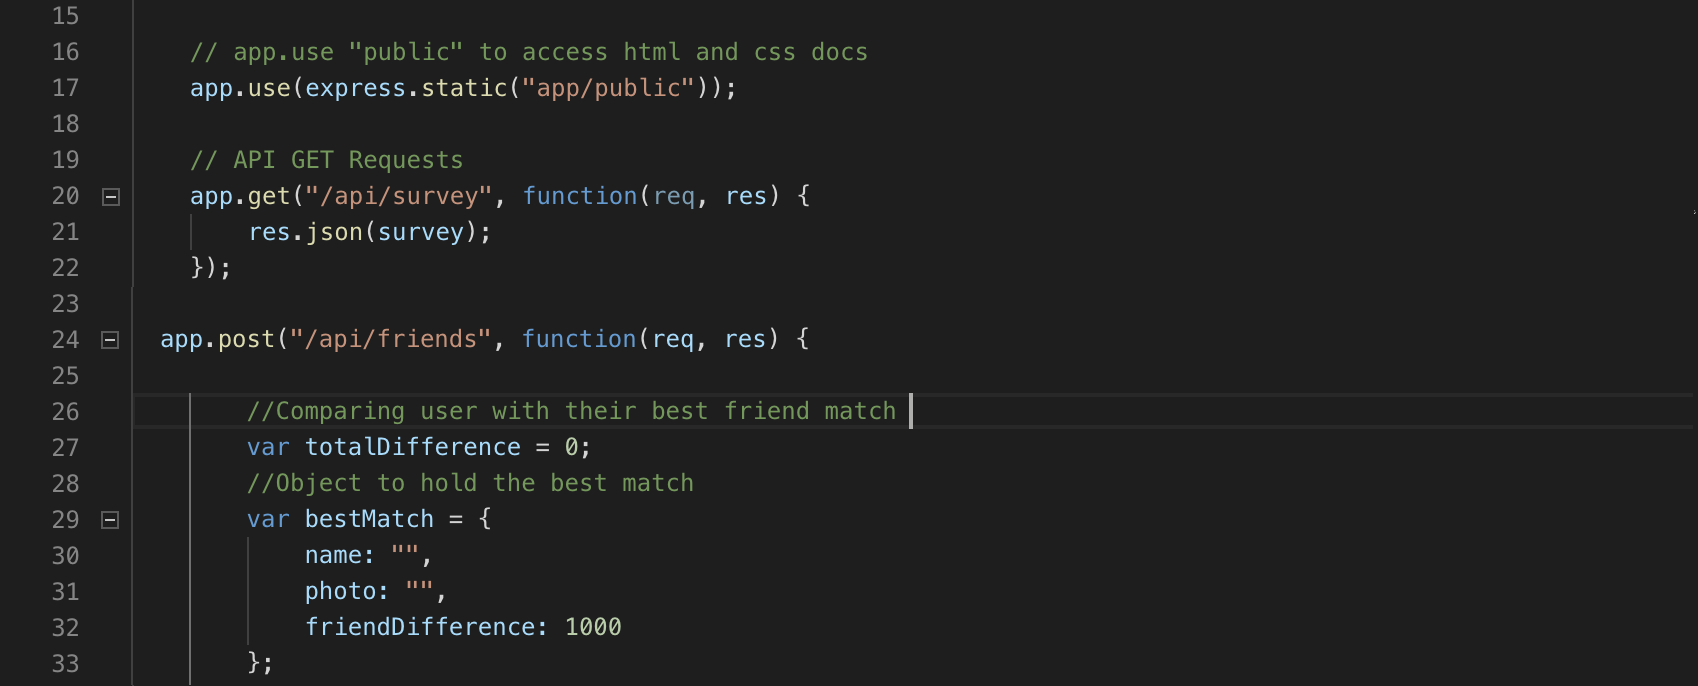 15
16 // app.use "public" to access html and css docs
17 app.use(express.static("app/public"));
18
19 // API GET Requests
20 app.get("/api/survey", function(req, res) {
21 res.json(survey);
22 });
23
24 app.post("/api/friends", function(req, res) {
25
26 //Comparing user with their best friend match
27 var totalDifference = 0;
28 //Object to hold the best match
29 var bestMatch = {
30 name: "",
31 photo: "",
32 friendDifference: 1000
33 };